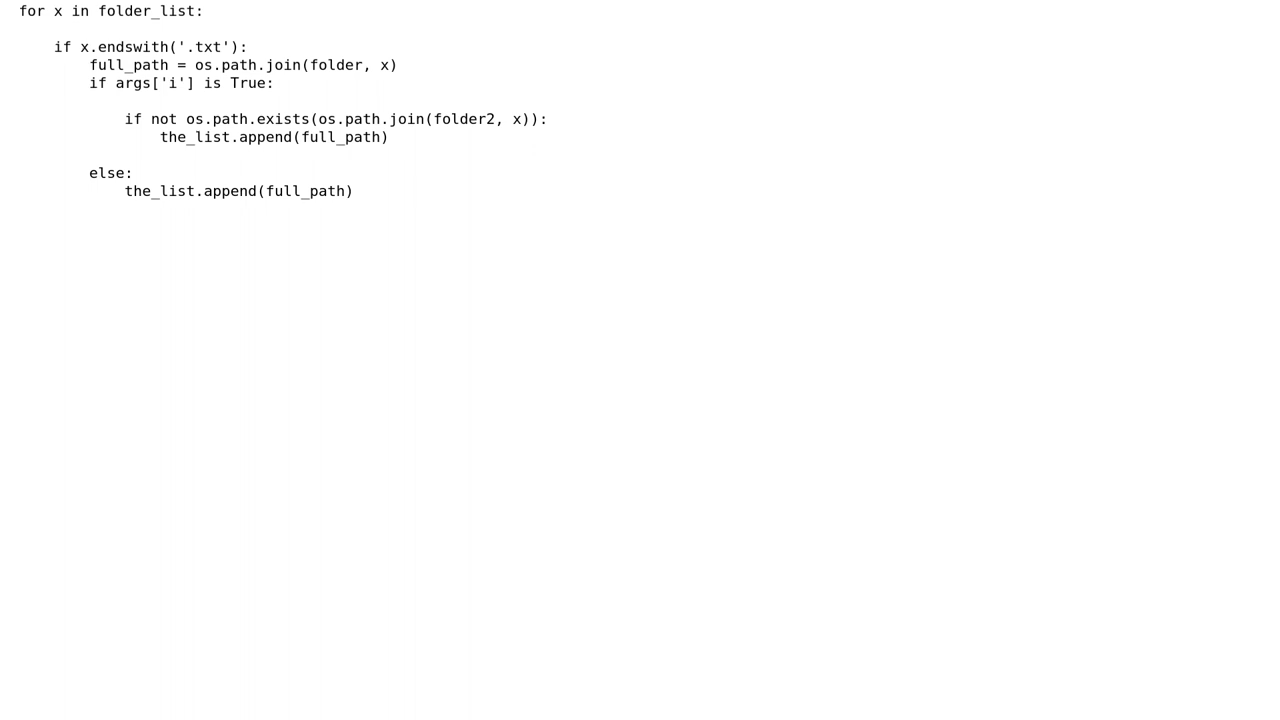 for x in folder_list:
    if x.endswith('.txt'):
        full_path = os.path.join(folder, x)
        if args['i'] is True:
            if not os.path.exists(os.path.join(folder2, x)):
                the_list.append(full_path)
        else:
            the_list.append(full_path)